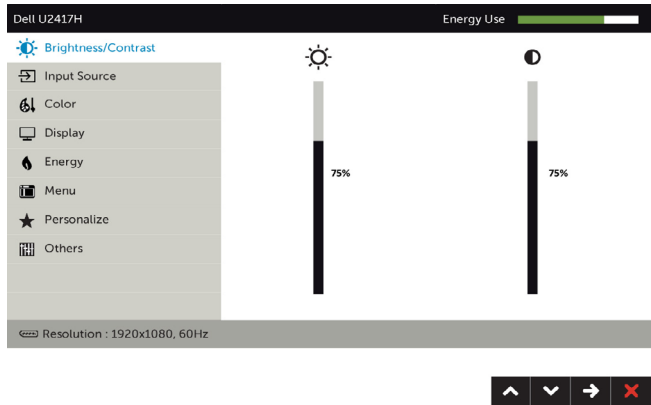 Dell U2417H Energy Use
Brightness/Contrast
Input Source
Color
Display
Energy
Menu
Personalize
Others
75% 75%
Resolution : 1920x1080, 60Hz